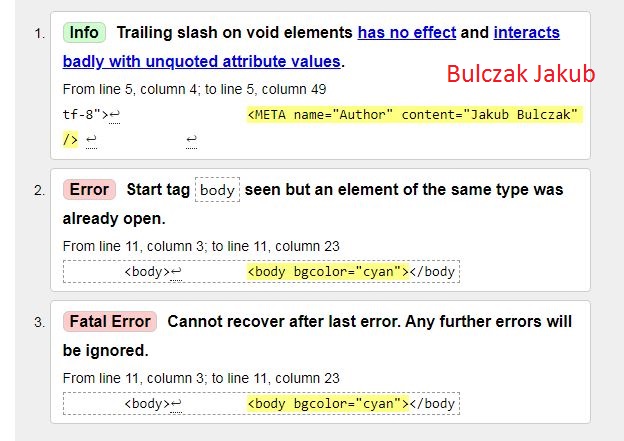 1. Info Trailing slash on void elements has no effect and interacts
badly with unquoted attribute values.
Bulczak Jakub
From line 5, column 4; to line 5, column 49
tf-8">↩ <META name="Author" content="Jakub Bulczak"
/> ↩ ↩
2. Error Start tag body seen but an element of the same type was
already open.
From line 11, column 3; to line 11, column 23
<body>↩ <body bgcolor="cyan"></body
3. Fatal Error Cannot recover after last error. Any further errors will
be ignored.
From line 11, column 3; to line 11, column 23
<body>↩ <body bgcolor="cyan"></body